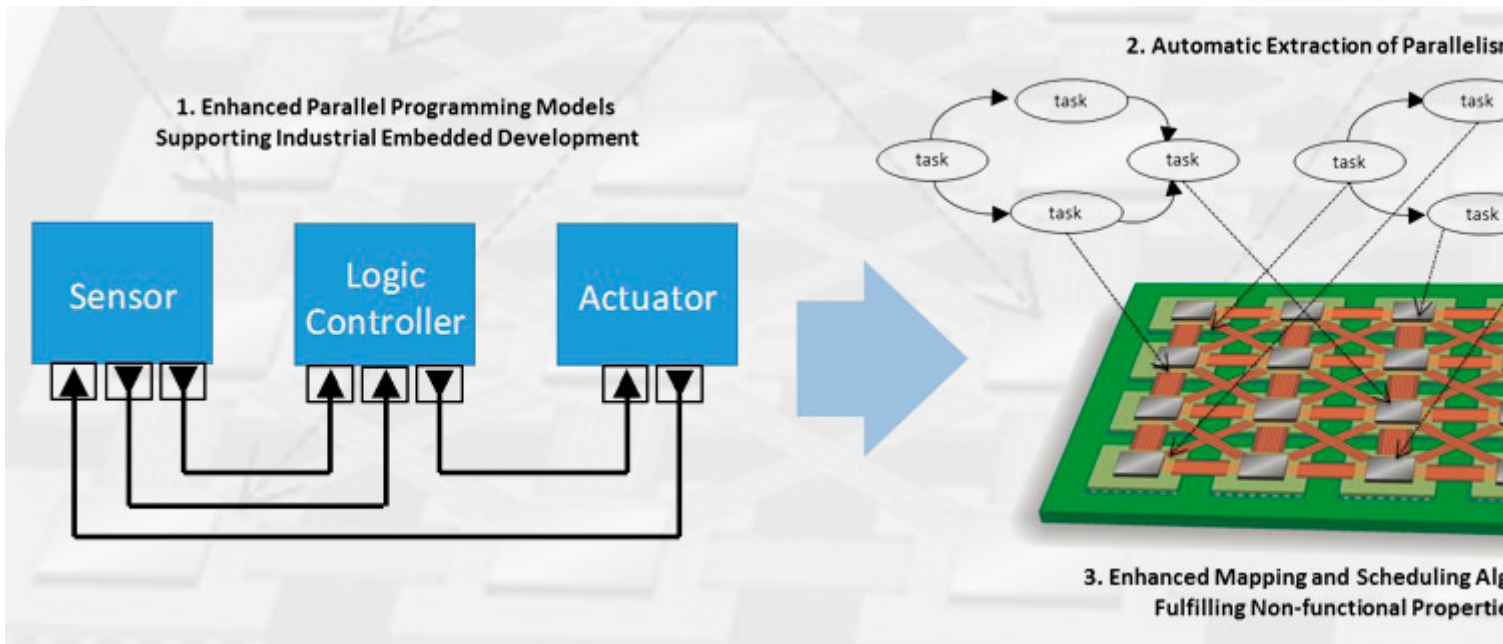 1. Enhanced Parallel Programming Models
Supporting Industrial Embedded Development
Sensor
Logic
Controller
Actuator
2. Automatic Extraction of
task
task
task
task
task
task
task
3. Enhanced Mapping and Scheduling
Fulfilling Non-functional